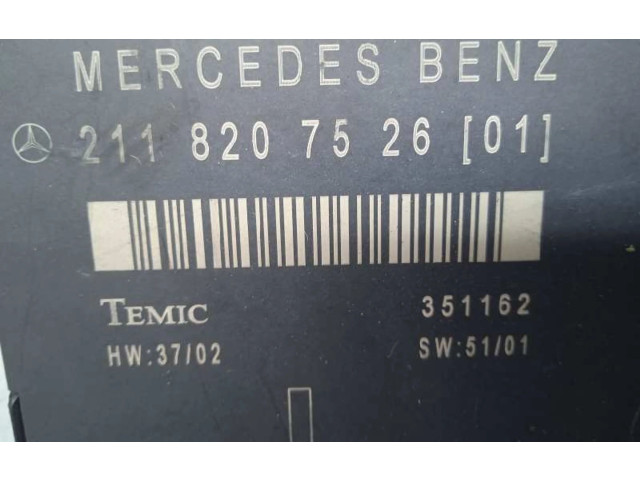 MERCEDES BENZ
211 820 75 26 [01]
TEMIC 351162
HW:37/02 SW:51/01